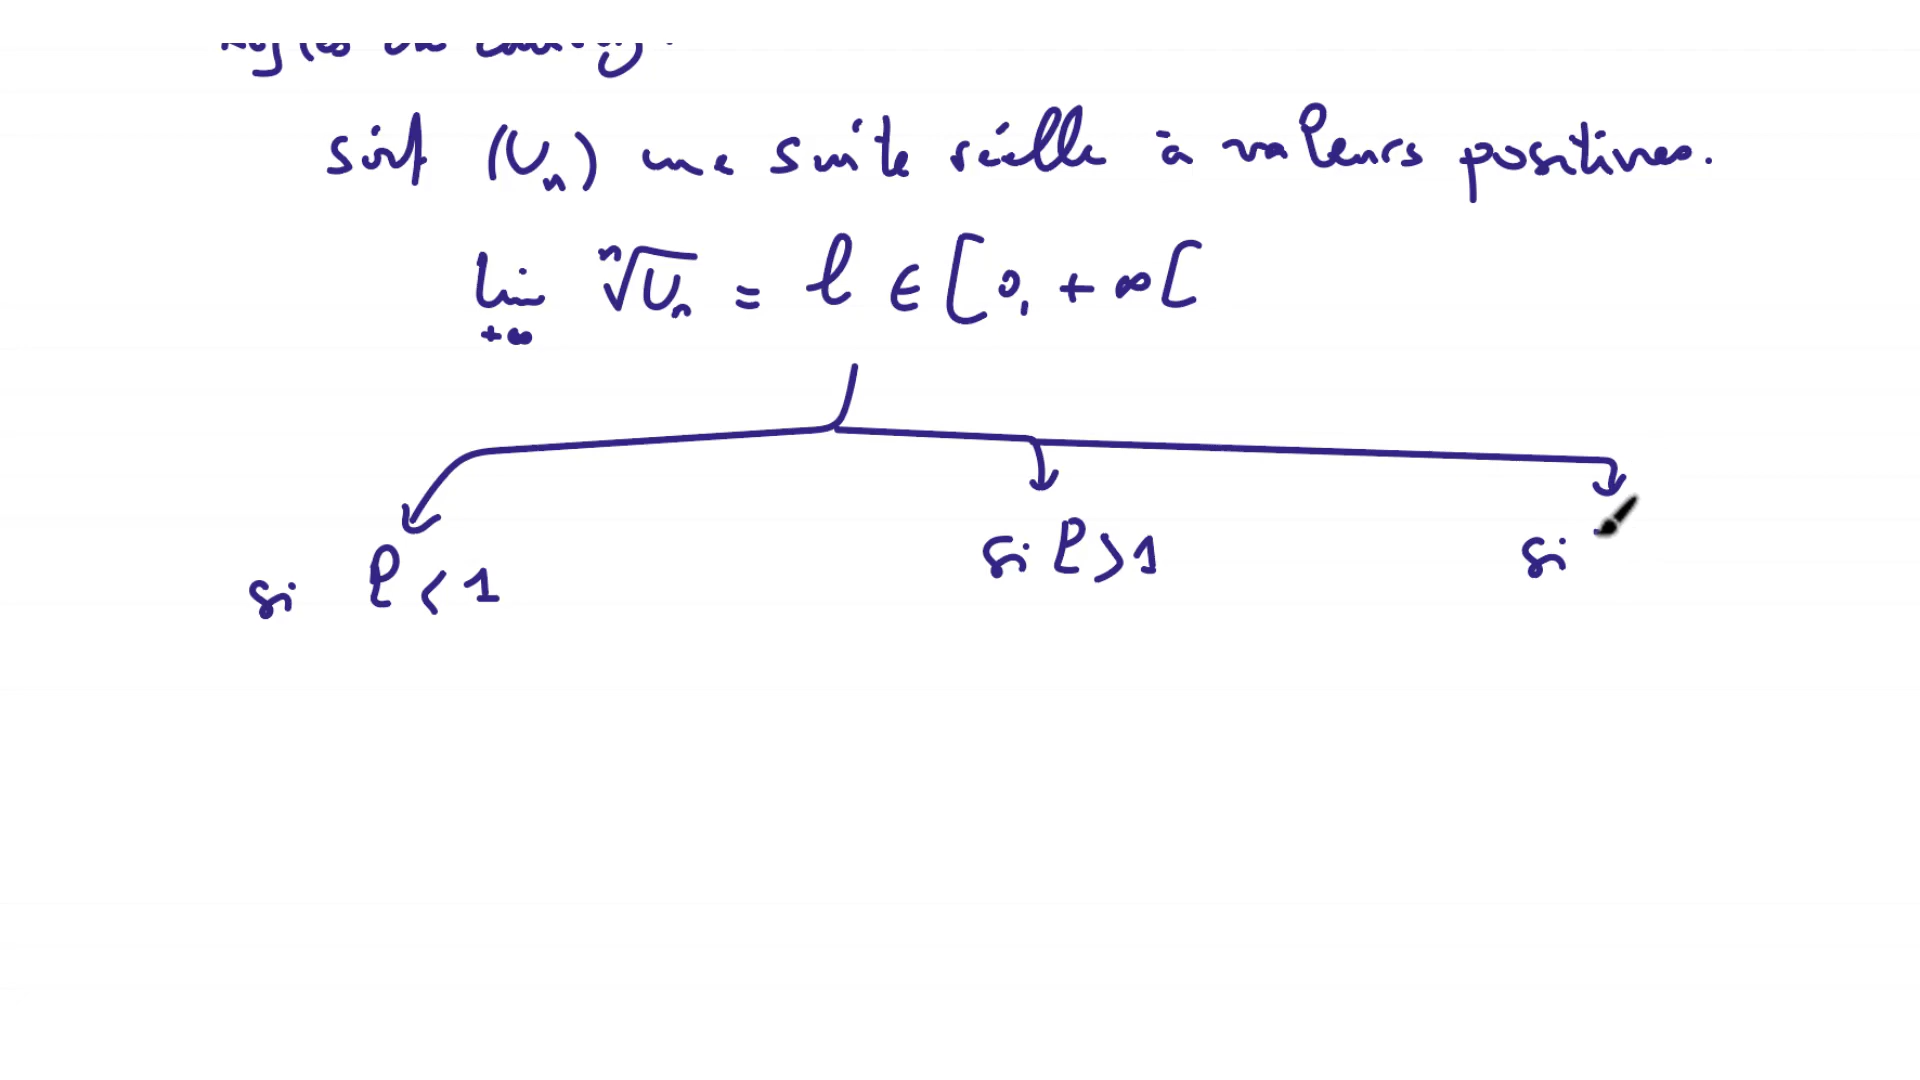 soit (Un) une suite réelle à valeurs positives.
lim ⁿ√Un = l ∈ [0, +∞[
+∞
si l < 1 si l > 1 si